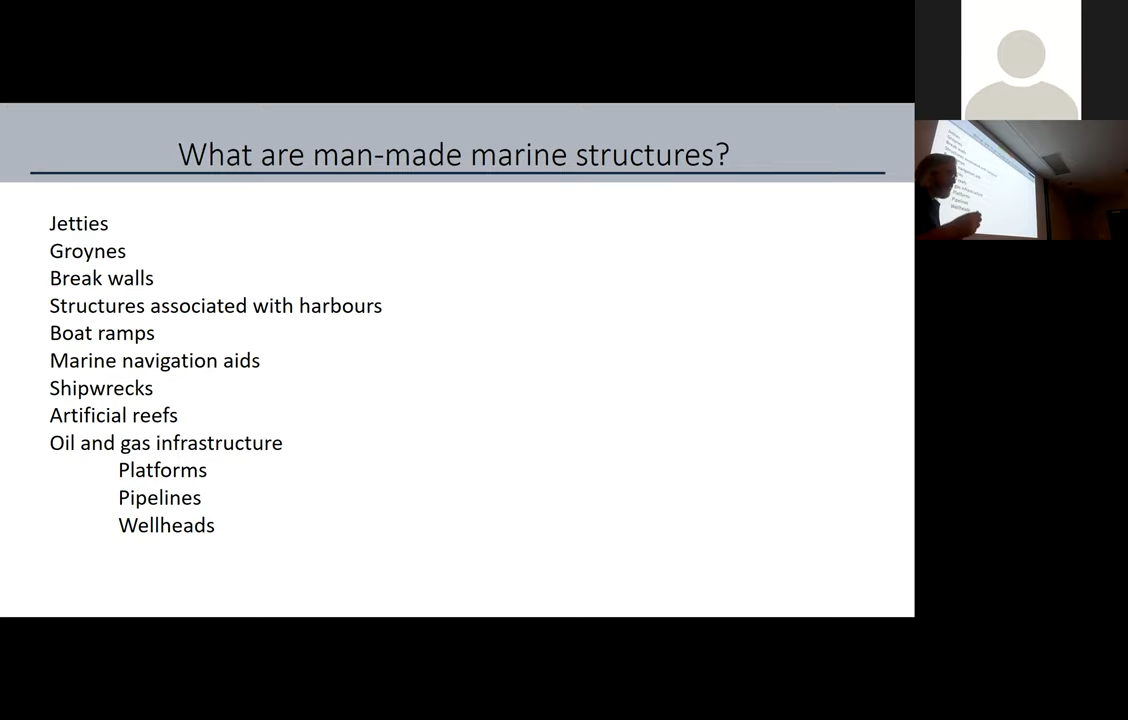 What are man-made marine structures?
Jetties
Groynes
Break walls
Structures associated with harbours
Boat ramps
Marine navigation aids
Shipwrecks
Artificial reefs
Oil and gas infrastructure
Platforms
Pipelines
Wellheads